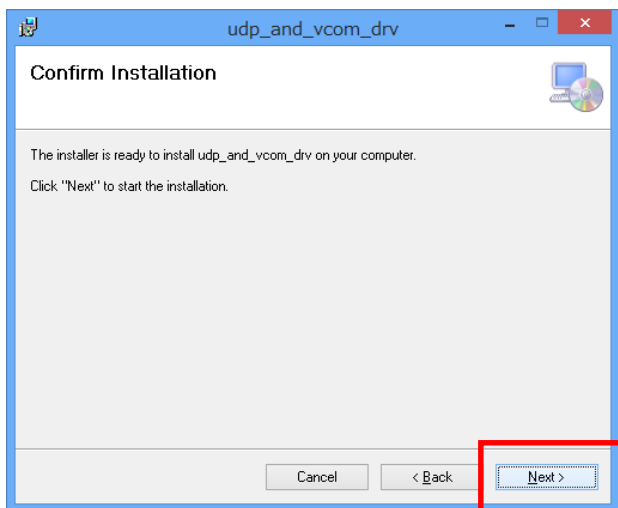 udp_and_vcom_drv
Confirm Installation
The installer is ready to install udp_and_vcom_drv on your computer.
Click "Next" to start the installation.
Cancel
< Back
Next >